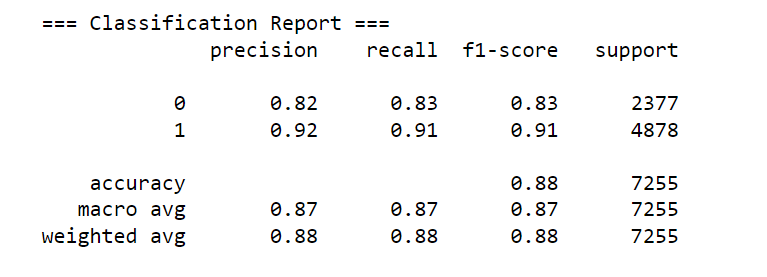 === Classification Report ===
precision recall f1-score support
0 0.82 0.83 0.83 2377
1 0.92 0.91 0.91 4878
accuracy 0.88 7255
macro avg 0.87 0.87 0.87 7255
weighted avg 0.88 0.88 0.88 7255